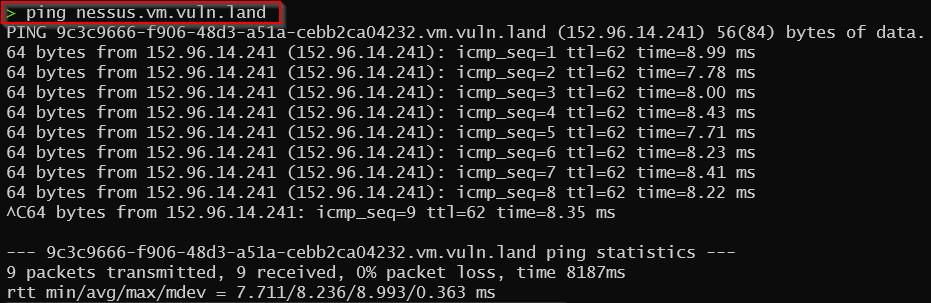 > ping nessus.vm.vuln.land
PING 9c3c9666-f906-48d3-a51a-cebb2ca04232.vm.vuln.land (152.96.14.241) 56(84) bytes of data.
64 bytes from 152.96.14.241 (152.96.14.241): icmp_seq=1 ttl=62 time=8.99 ms
64 bytes from 152.96.14.241 (152.96.14.241): icmp_seq=2 ttl=62 time=7.78 ms
64 bytes from 152.96.14.241 (152.96.14.241): icmp_seq=3 ttl=62 time=8.00 ms
64 bytes from 152.96.14.241 (152.96.14.241): icmp_seq=4 ttl=62 time=8.43 ms
64 bytes from 152.96.14.241 (152.96.14.241): icmp_seq=5 ttl=62 time=7.71 ms
64 bytes from 152.96.14.241 (152.96.14.241): icmp_seq=6 ttl=62 time=8.23 ms
64 bytes from 152.96.14.241 (152.96.14.241): icmp_seq=7 ttl=62 time=8.41 ms
64 bytes from 152.96.14.241 (152.96.14.241): icmp_seq=8 ttl=62 time=8.22 ms
^C64 bytes from 152.96.14.241: icmp_seq=9 ttl=62 time=8.35 ms
--- 9c3c9666-f906-48d3-a51a-cebb2ca04232.vm.vuln.land ping statistics ---
9 packets transmitted, 9 received, 0% packet loss, time 8187ms
rtt min/avg/max/mdev = 7.711/8.236/8.993/0.363 ms